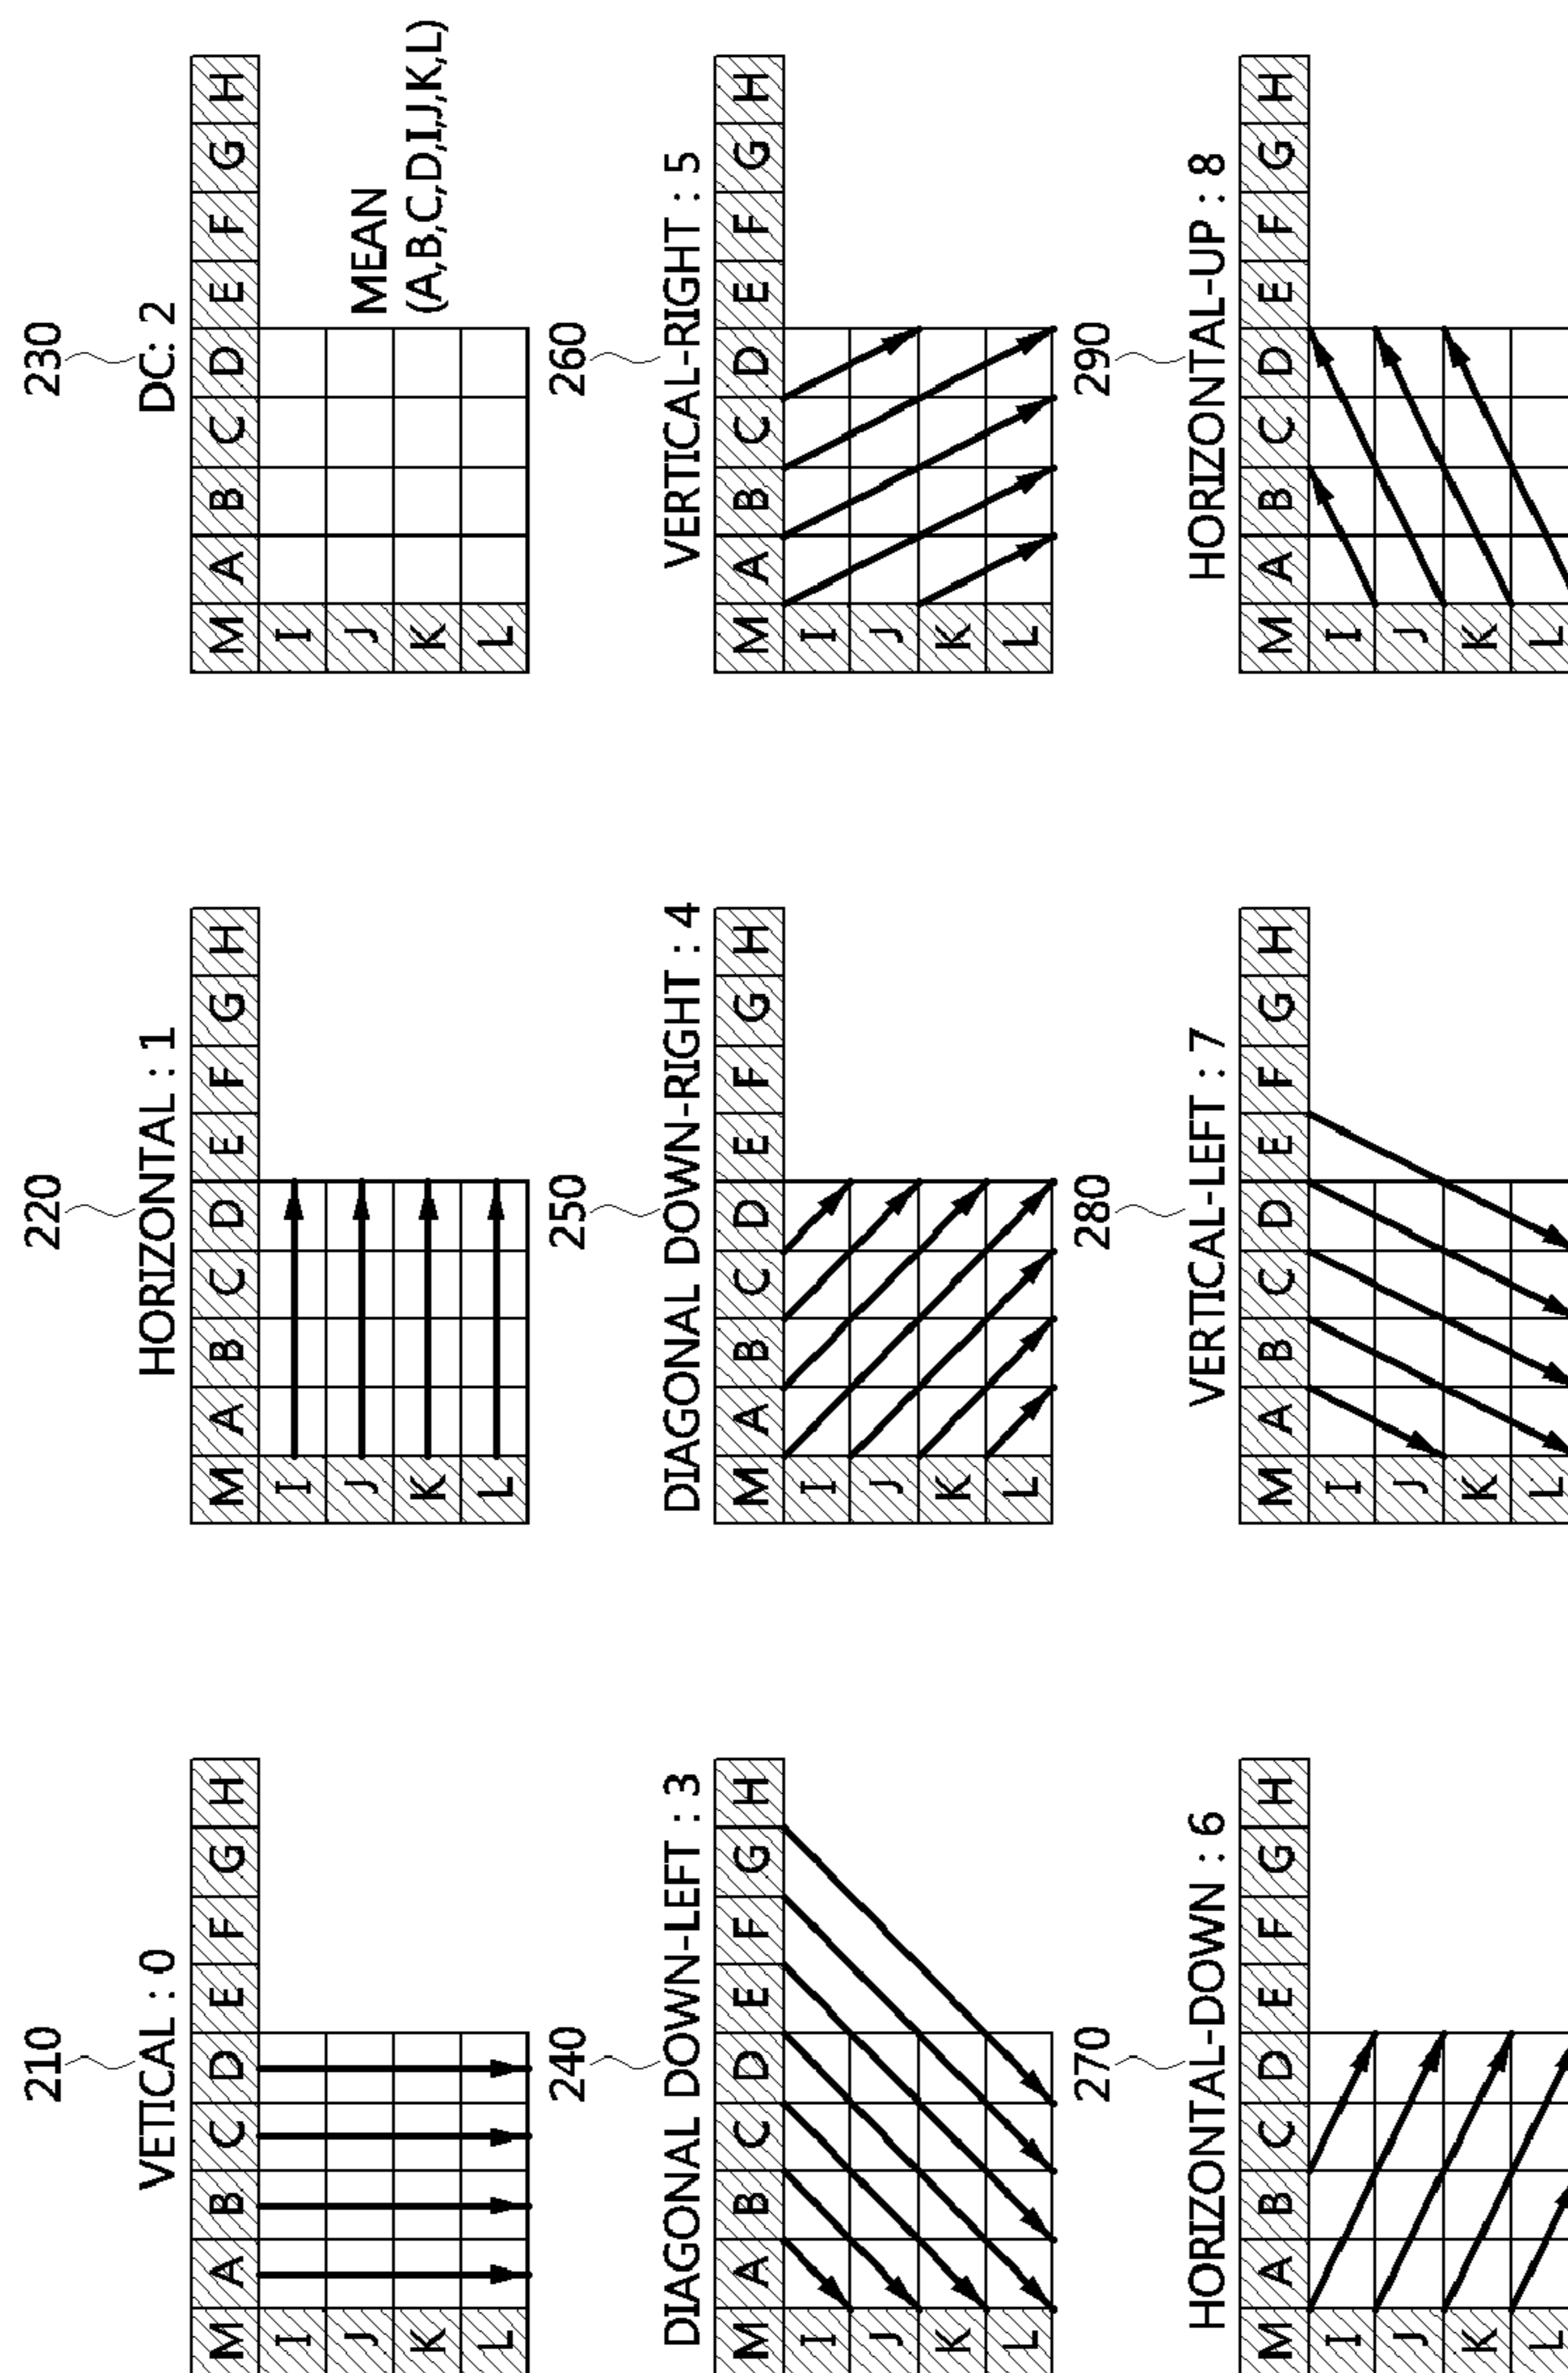 210
VETICAL : 0
M A B C D E F G H
I
J
K
L
220
HORIZONTAL : 1
M A B C D E F G H
I
J
K
L
230
DC: 2
M A B C D E F G H
I
J
K
L
MEAN
(A,B,C,D,I,J,K,L)
240
DIAGONAL DOWN-LEFT : 3
M A B C D E F G H
I
J
K
L
250
DIAGONAL DOWN-RIGHT : 4
M A B C D E F G H
I
J
K
L
260
VERTICAL-RIGHT : 5
M A B C D E F G H
I
J
K
L
270
HORIZONTAL-DOWN : 6
M A B C D E F G H
I
J
K
L
280
VERTICAL-LEFT : 7
M A B C D E F G H
I
J
K
L
290
HORIZONTAL-UP : 8
M A B C D E F G H
I
J
K
L